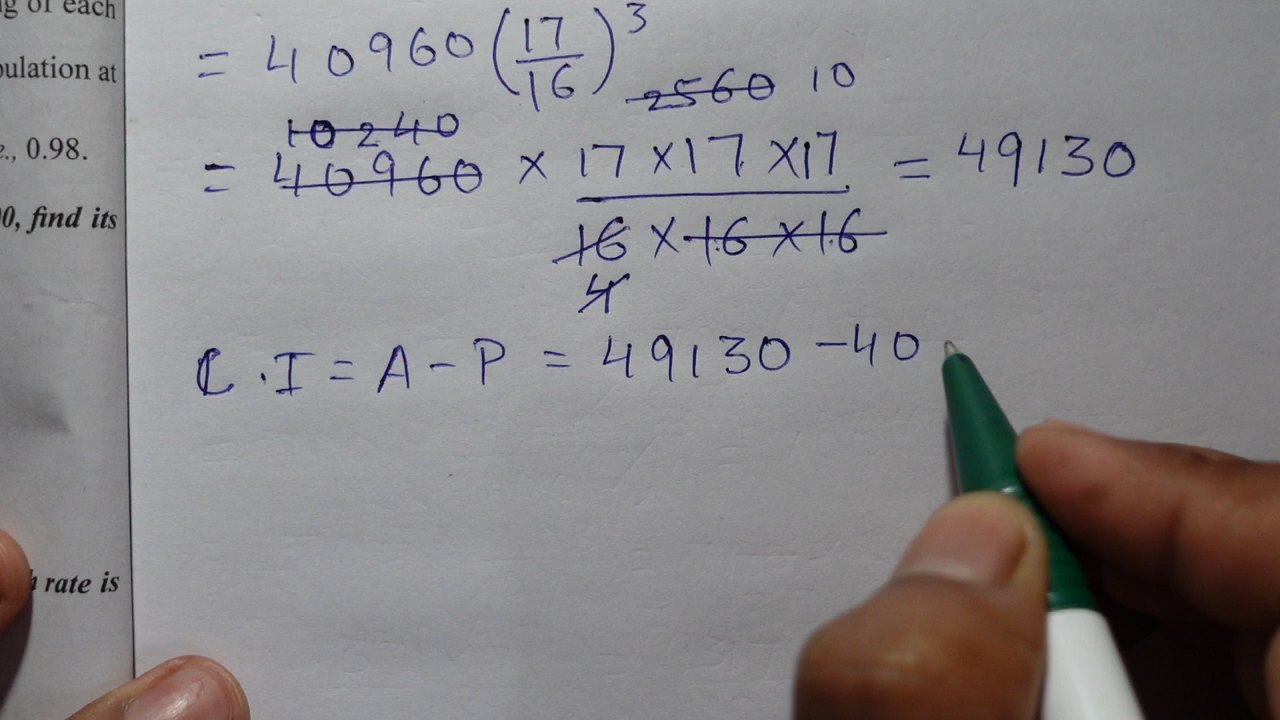 g of each
pulation at
e., 0.98.
0, find its
h rate is
= 40960 (17/16)^3
2560 10
10240
= 40960 × 17 × 17 × 17 = 49130
16 × 16 × 16
4
C.I = A - P = 49130 - 40